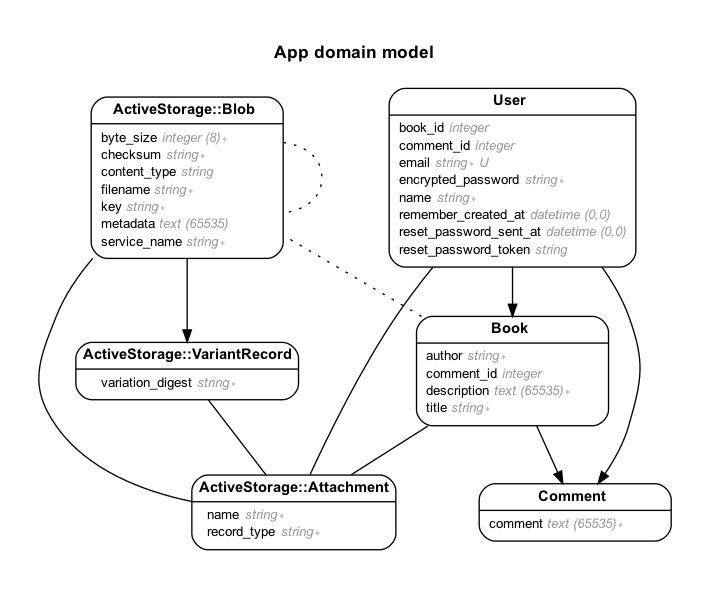 App domain model
ActiveStorage::Blob
byte_size integer (8) ∗
checksum string ∗
content_type string
filename string ∗
key string ∗
metadata text (65535)
service_name string ∗
User
book_id integer
comment_id integer
email string ∗ U
encrypted_password string ∗
name string ∗
remember_created_at datetime (0,0)
reset_password_sent_at datetime (0,0)
reset_password_token string
ActiveStorage::VariantRecord
variation_digest string ∗
Book
author string ∗
comment_id integer
description text (65535) ∗
title string ∗
ActiveStorage::Attachment
name string ∗
record_type string ∗
Comment
comment text (65535) ∗